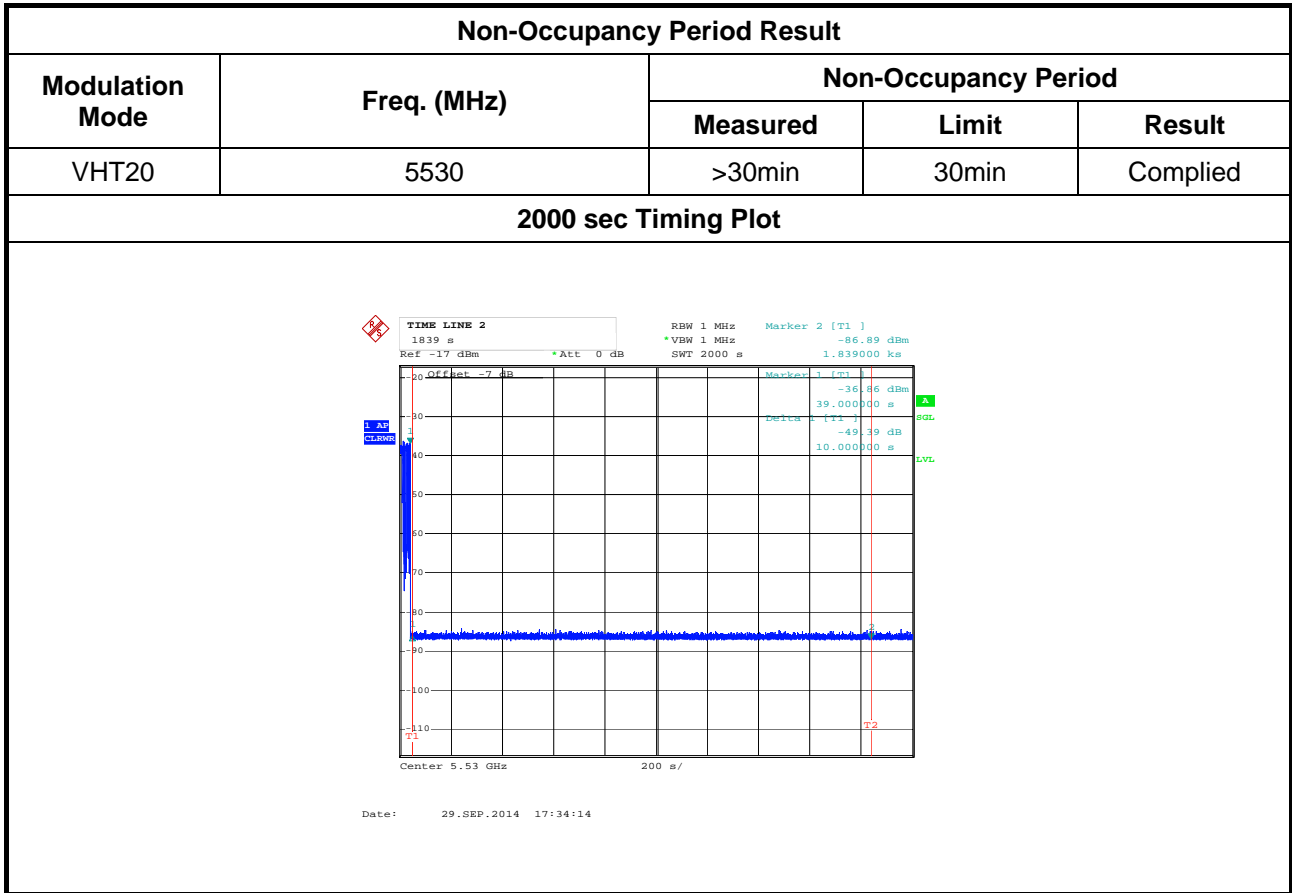 Non-Occupancy Period Result
Modulation Mode
Freq. (MHz)
Non-Occupancy Period
Measured
Limit
Result
VHT20
5530
>30min
30min
Complied
2000 sec Timing Plot
R S
TIME LINE 2
1839 s
Ref -17 dBm
*Att 0 dB
RBW 1 MHz
*VBW 1 MHz
SWT 2000 s
Marker 2 [T1 ]
-86.89 dBm
1.839000 ks
Offset -7 dB
Marker 1 [T1 ]
-36.86 dBm
39.000000 s
Delta 1 [T1 ]
-49.39 dB
10.000000 s
A
SGL
LVL
1 AP
CLRWR
-20
-30
-40
-50
-60
-70
-80
-90
-100
-110
1
1
2
T1
T2
Center 5.53 GHz
200 s/
Date: 29.SEP.2014 17:34:14